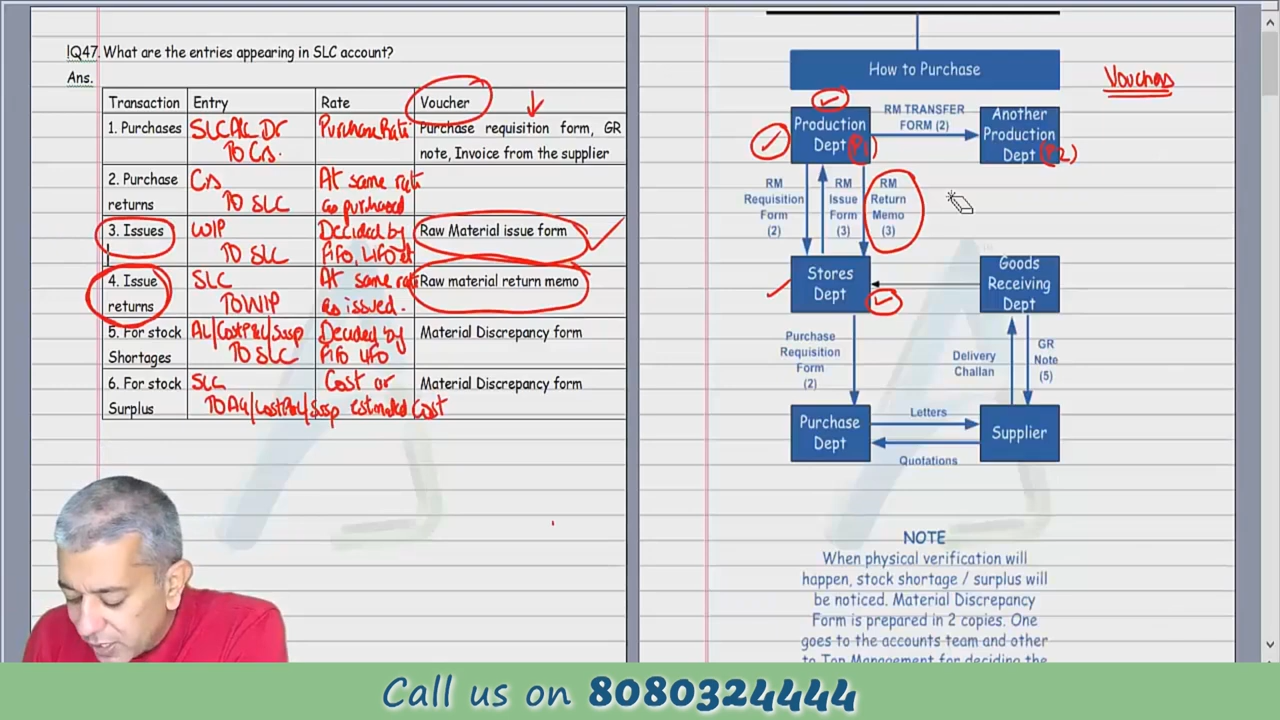 !Q47. What are the entries appearing in SLC account?
Ans.
Transaction Entry Rate Voucher
1. Purchases SLC A/c Dr To Crs. Purchase Rate Purchase requisition form, GR note, Invoice from the supplier
2. Purchase returns Crs To SLC At same rate as purchased
3. Issues WIP To SLC Decided by FIFO, LIFO etc Raw Material issue form
4. Issue returns SLC To WIP At same rate as issued. Raw material return memo
5. For stock Shortages To SLC Decided by FIFO LIFO Material Discrepancy form
6. For stock Surplus SLC Cost or estimated cost Material Discrepancy form
How to Purchase
Vouchers
Production Dept (P1)
RM TRANSFER FORM (2)
Another Production Dept (P2)
RM Requisition Form (2)
RM Issue Form (3)
RM Return Memo (3)
Stores Dept
Goods Receiving Dept
Purchase Requisition Form (2)
Delivery Challan
GR Note (5)
Purchase Dept
Letters
Quotations
Supplier
NOTE
When physical verification will
happen, stock shortage / surplus will
be noticed. Material Discrepancy
Form is prepared in 2 copies. One
goes to the accounts team and other
to Top Management for deciding the
Call us on 8080324444